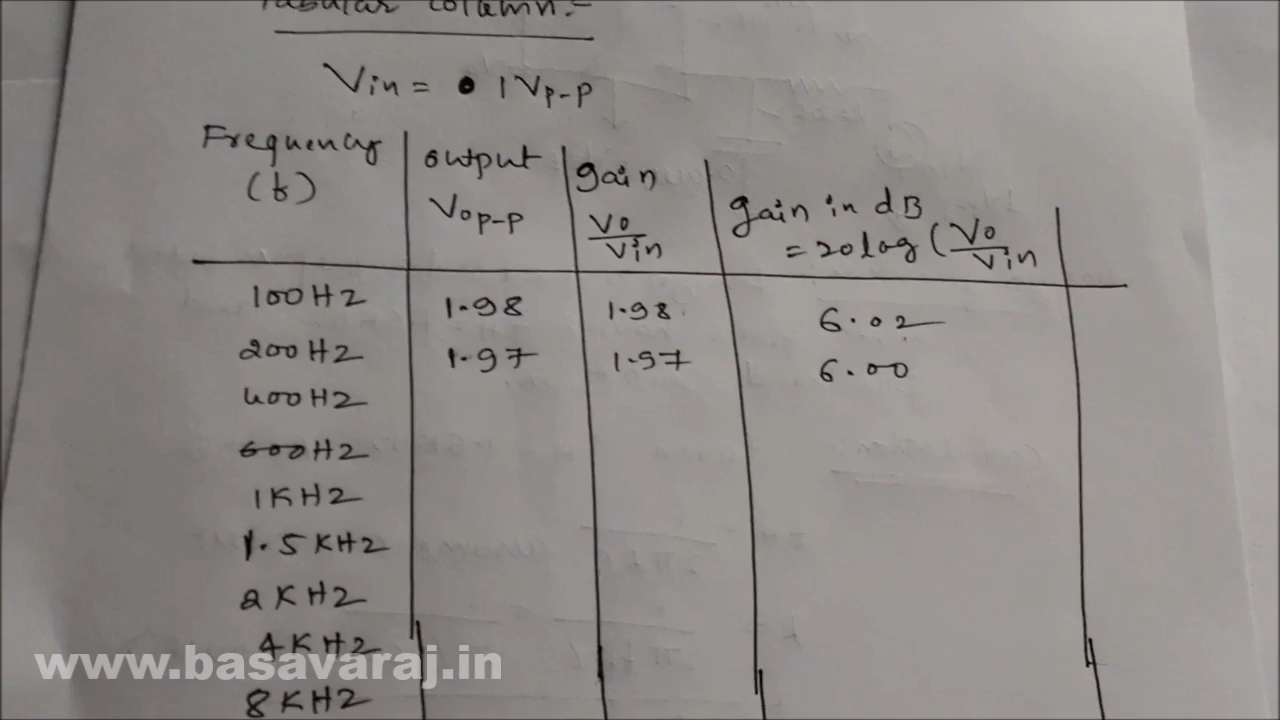 Tabular column:-
Vin = 1Vp-p
Frequency (f) | output Vop-p | gain Vo/Vin | gain in dB = 20log (Vo/Vin
100HZ 1.98 1.98 6.02
200HZ 1.97 1.97 6.00
400HZ
600HZ
1KHZ
1.5KHZ
2KHZ
4KHZ
8KHZ
www.basavaraj.in